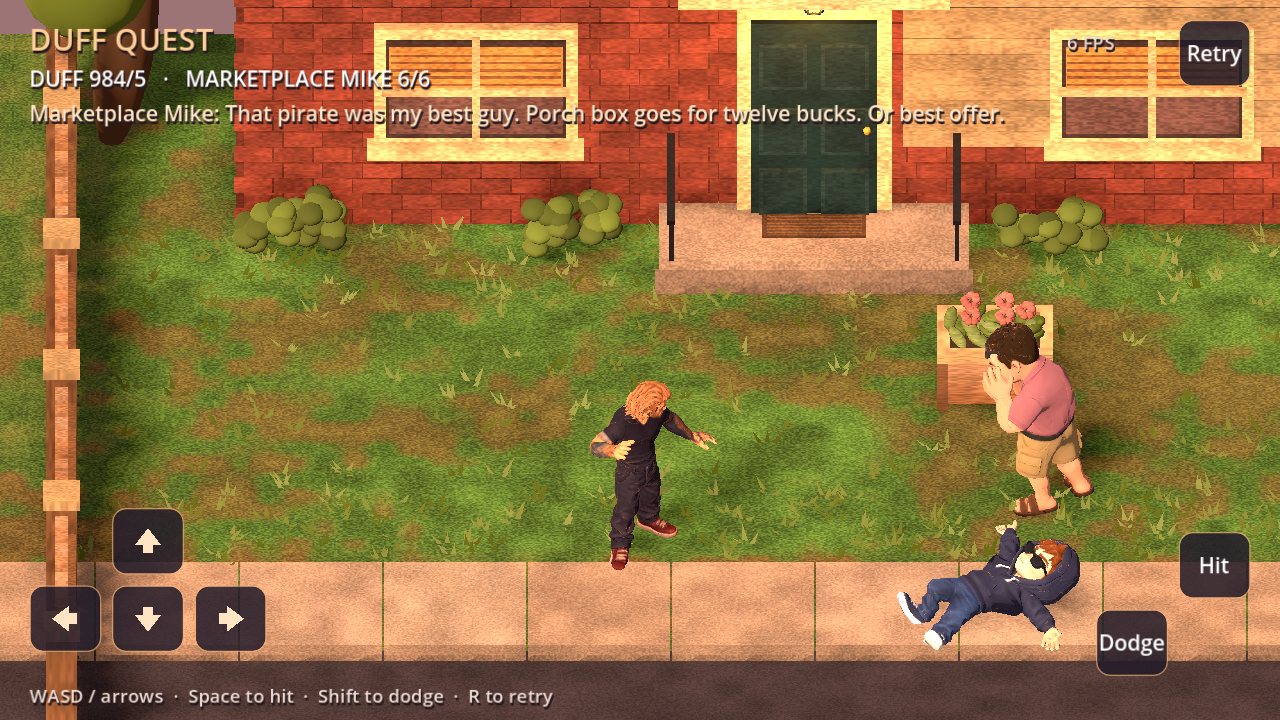 DUFF QUEST
6 FPS
Retry
DUFF 984/5 · MARKETPLACE MIKE 6/6
Marketplace Mike: That pirate was my best guy. Porch box goes for twelve bucks. Or best offer.
Hit
Dodge
WASD / arrows · Space to hit · Shift to dodge · R to retry